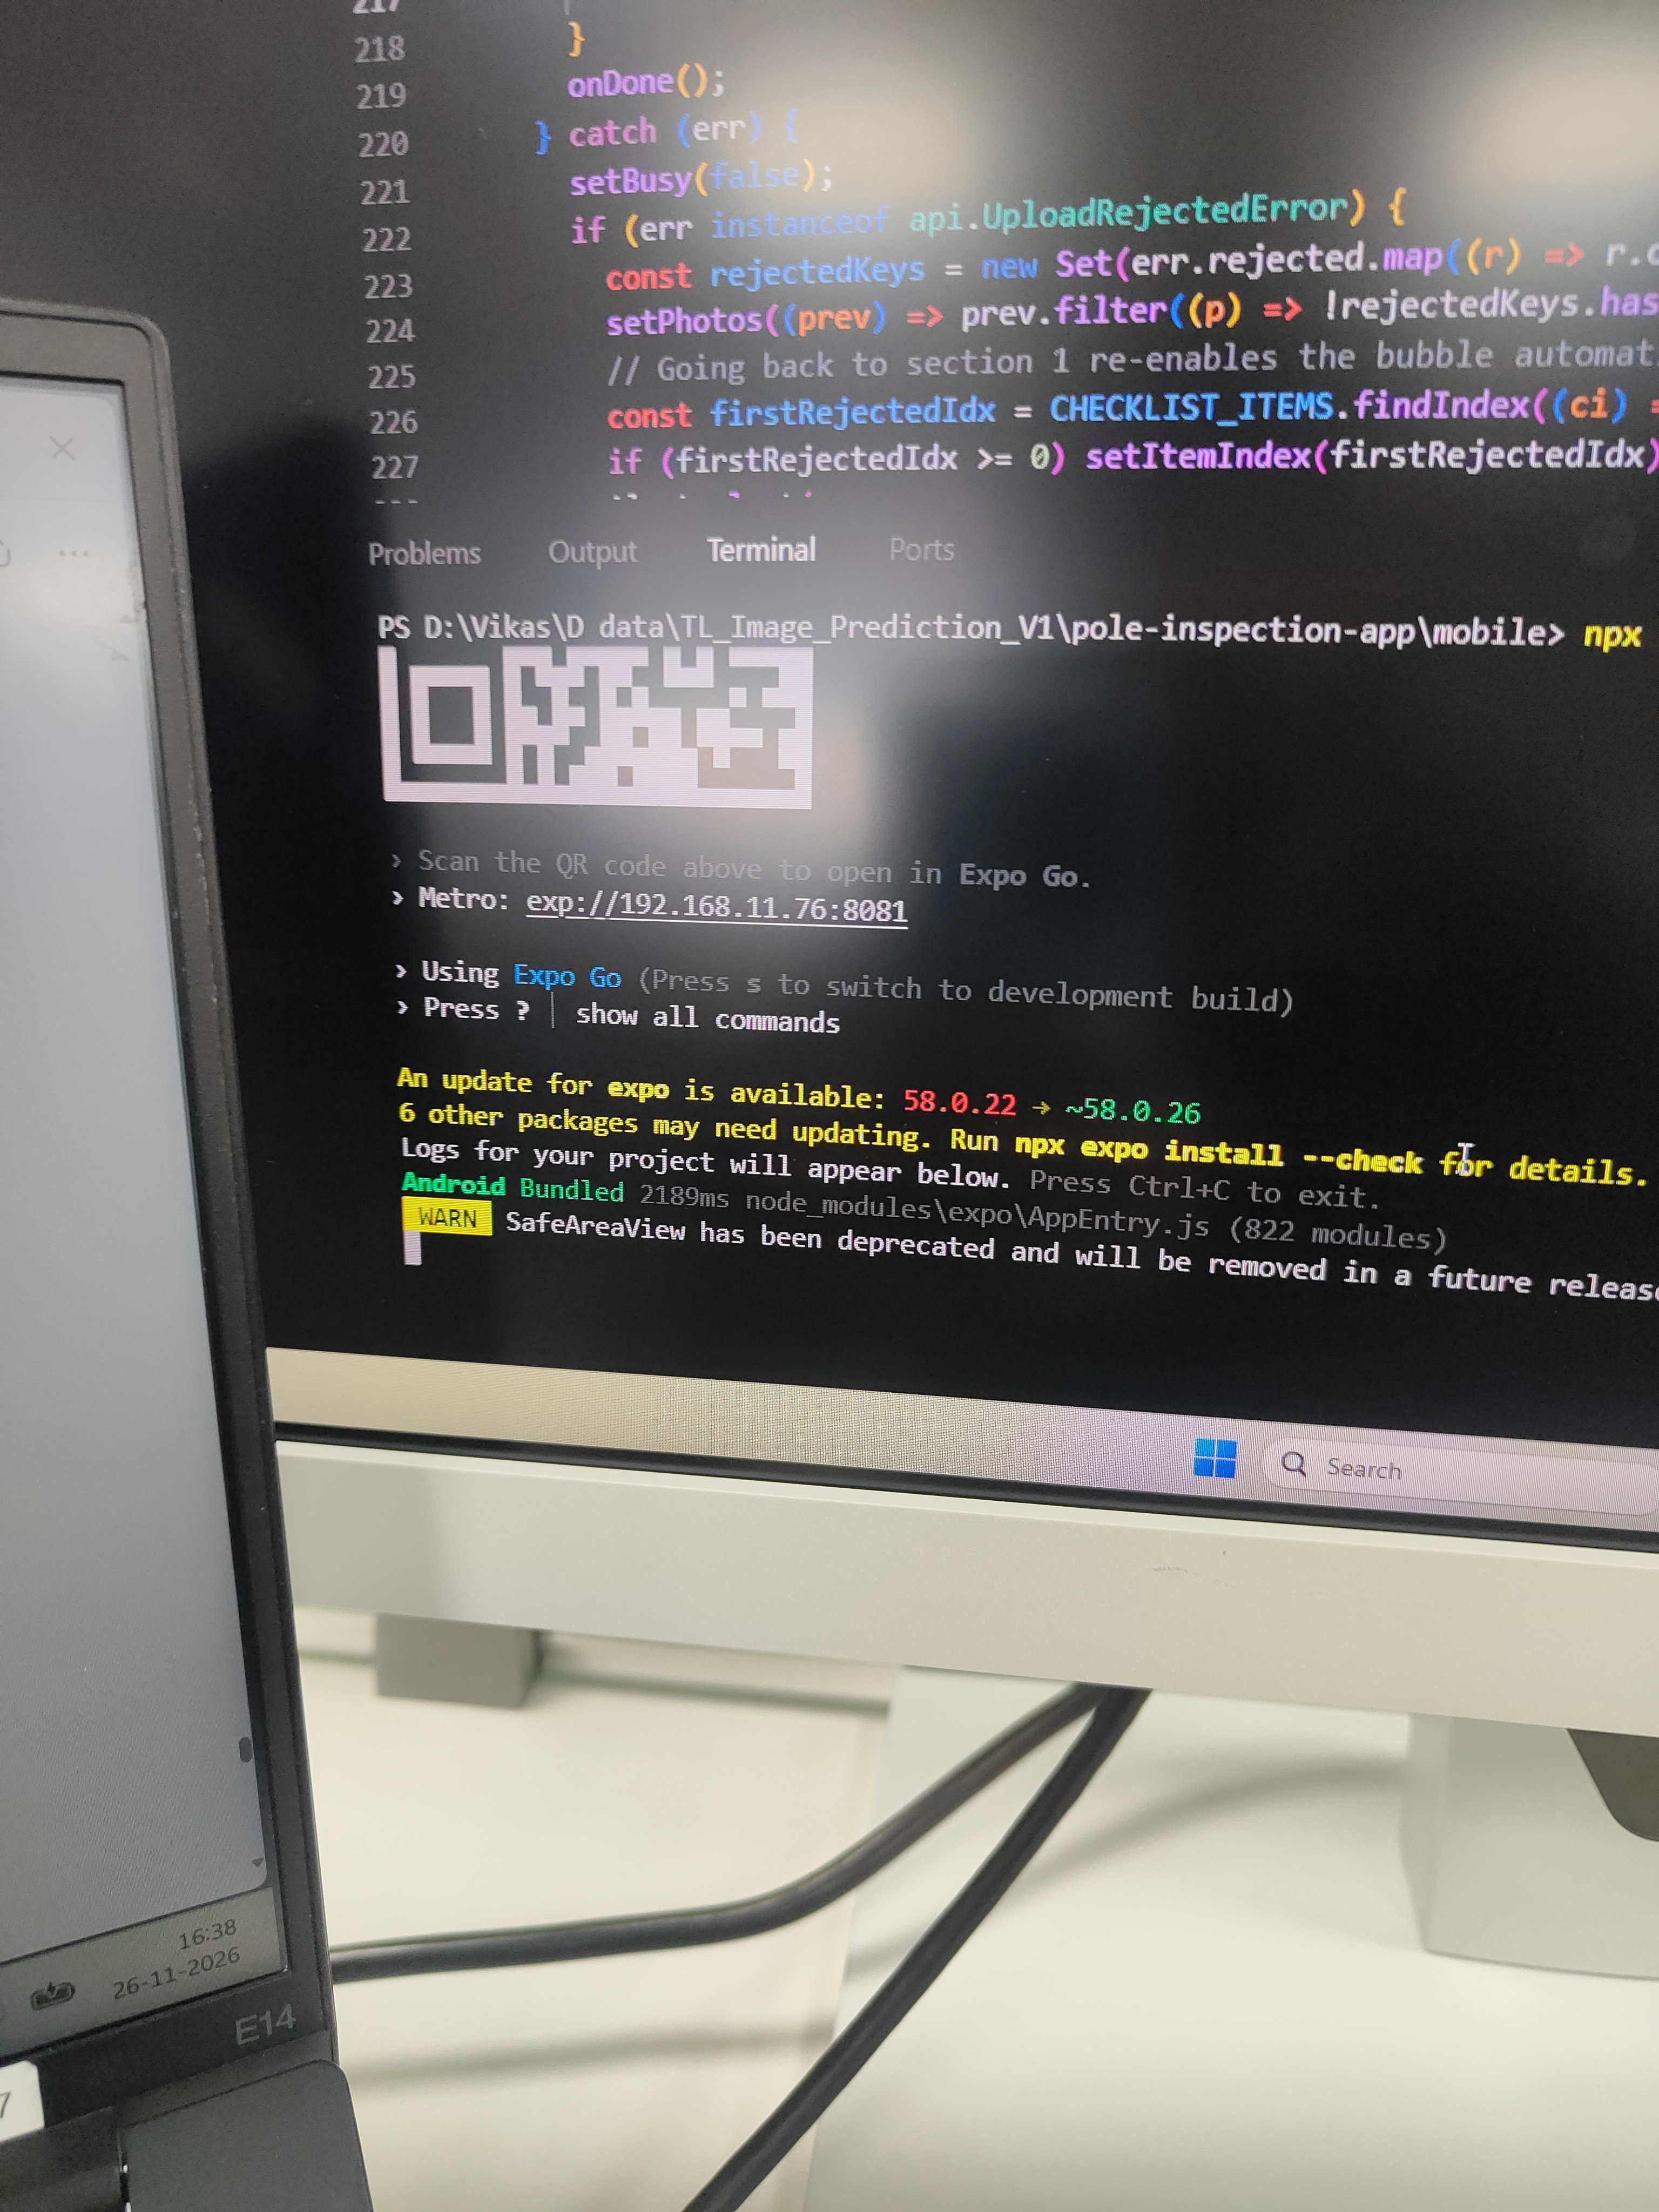 217
218 }
219 onDone();
220 } catch (err) {
221 setBusy(false);
222 if (err instanceof api.UploadRejectedError) {
223 const rejectedKeys = new Set(err.rejected.map((r) => r.
224 setPhotos((prev) => prev.filter((p) => !rejectedKeys.has
225 // Going back to section 1 re-enables the bubble automat
226 const firstRejectedIdx = CHECKLIST_ITEMS.findIndex((ci) =
227 if (firstRejectedIdx >= 0) setItemIndex(firstRejectedIdx)
Problems Output Terminal Ports
PS D:\Vikas\D data\TL_Image_Prediction_V1\pole-inspection-app\mobile> npx
› Scan the QR code above to open in Expo Go.
› Metro: exp://192.168.11.76:8081
› Using Expo Go (Press s to switch to development build)
› Press ? │ show all commands
An update for expo is available: 58.0.22 → ~58.0.26
6 other packages may need updating. Run npx expo install --check for details.
Logs for your project will appear below. Press Ctrl+C to exit.
Android Bundled 2189ms node_modules\expo\AppEntry.js (822 modules)
WARN SafeAreaView has been deprecated and will be removed in a future releas
Search
16:38
26-11-2026
E14
7